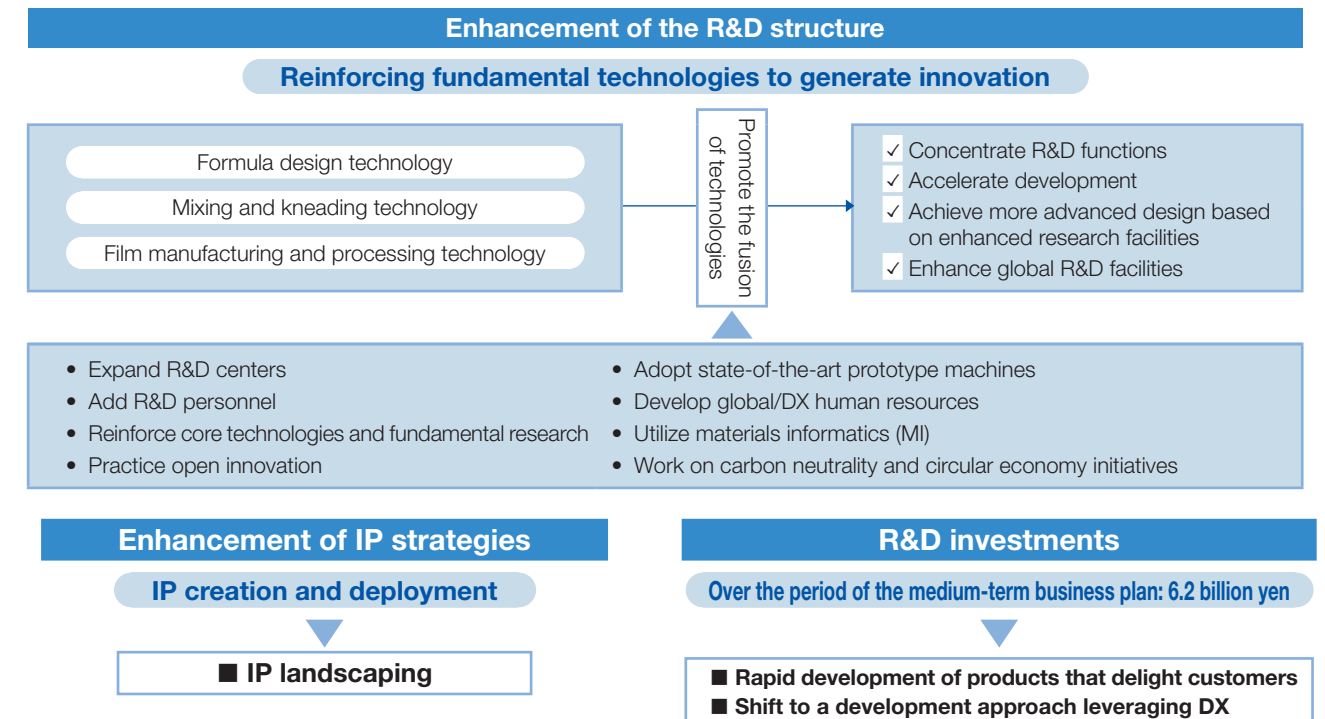 Enhancement of the R&D structure
Reinforcing fundamental technologies to generate innovation
Formula design technology
Mixing and kneading technology
Film manufacturing and processing technology
Promote the fusion
of technologies
✓ Concentrate R&D functions
✓ Accelerate development
✓ Achieve more advanced design based
on enhanced research facilities
✓ Enhance global R&D facilities
• Expand R&D centers
• Add R&D personnel
• Reinforce core technologies and fundamental research
• Practice open innovation
• Adopt state-of-the-art prototype machines
• Develop global/DX human resources
• Utilize materials informatics (MI)
• Work on carbon neutrality and circular economy initiatives
Enhancement of IP strategies
IP creation and deployment
■ IP landscaping
R&D investments
Over the period of the medium-term business plan: 6.2 billion yen
■ Rapid development of products that delight customers
■ Shift to a development approach leveraging DX